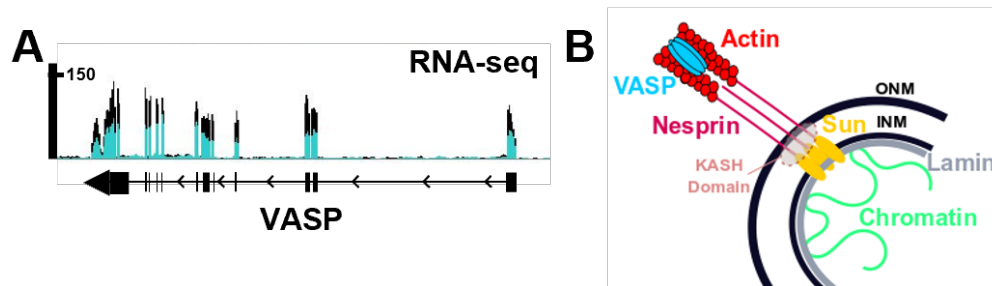 A
RNA-seq
150
VASP
B
Actin
VASP
Nesprin
KASH
Domain
ONM
INM
Sun
Lamin
Chromatin